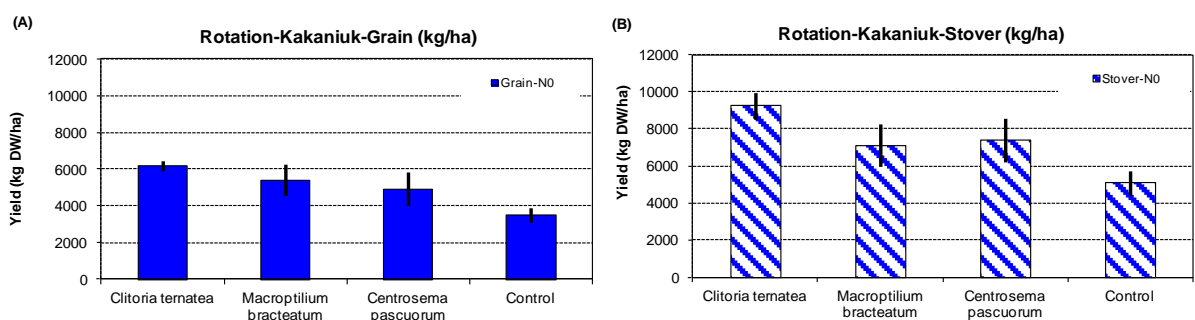 (A)
Rotation-Kakaniuk-Grain (kg/ha)
Yield (kg DW/ha)
12000
10000
8000
6000
4000
2000
0
Grain-N0
Clitoria ternatea
Macroptilium
bracteatum
Centrosema
pascuorum
Control
(B)
Rotation-Kakaniuk-Stover (kg/ha)
Yield (kg DW/ha)
12000
10000
8000
6000
4000
2000
0
Stover-N0
Clitoria ternatea
Macroptilium
bracteatum
Centrosema
pascuorum
Control